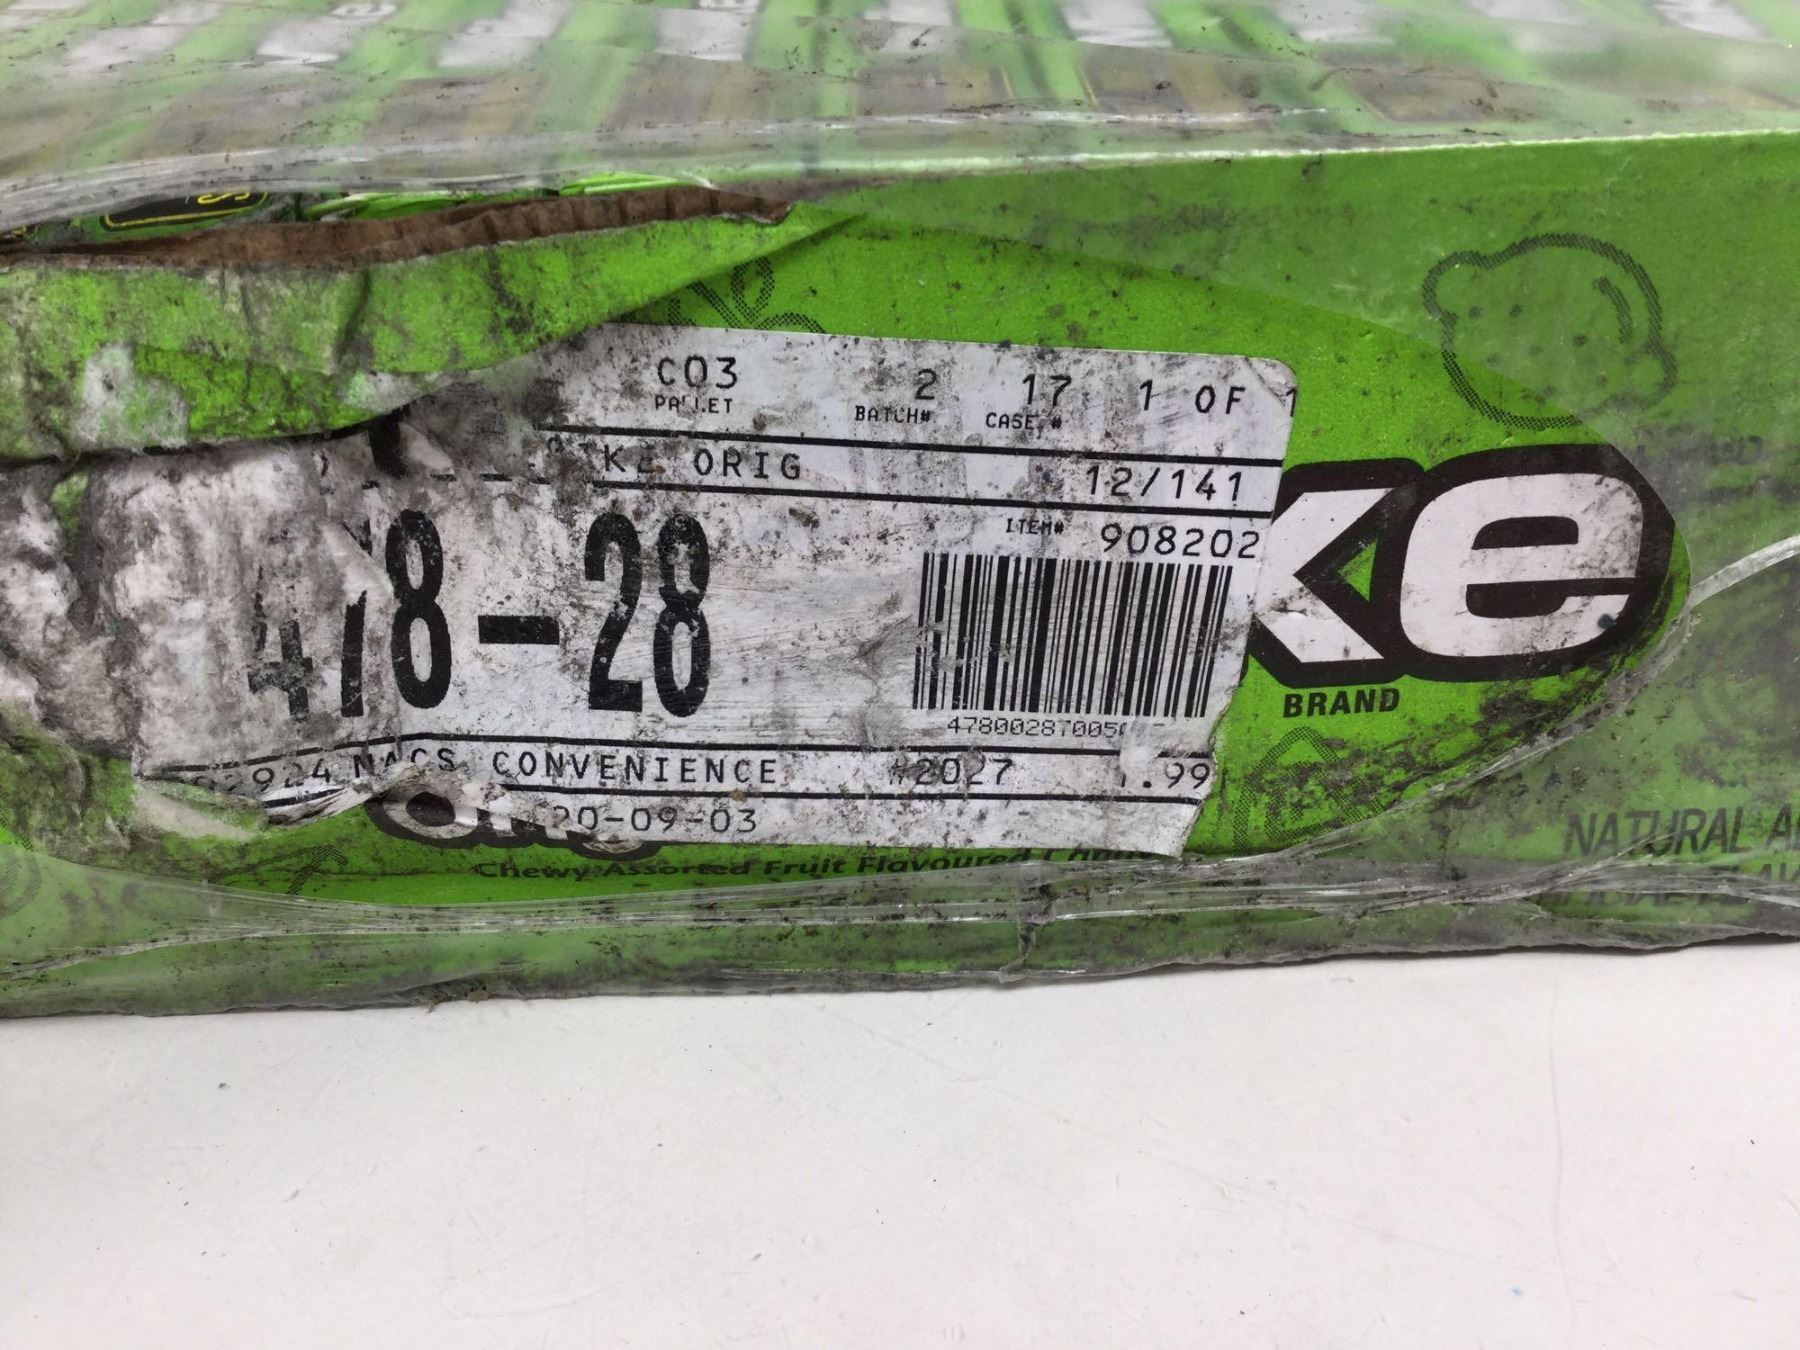 C03 2 17 1 OF 1
PALLET BATCH# CASE #
KE ORIG 12/141
ITEM# 908202
478-28
NACS CONVENIENCE #2027 .99
20-09-03
ke
BRAND
Chewy Assorted Fruit Flavoured
NATURAL